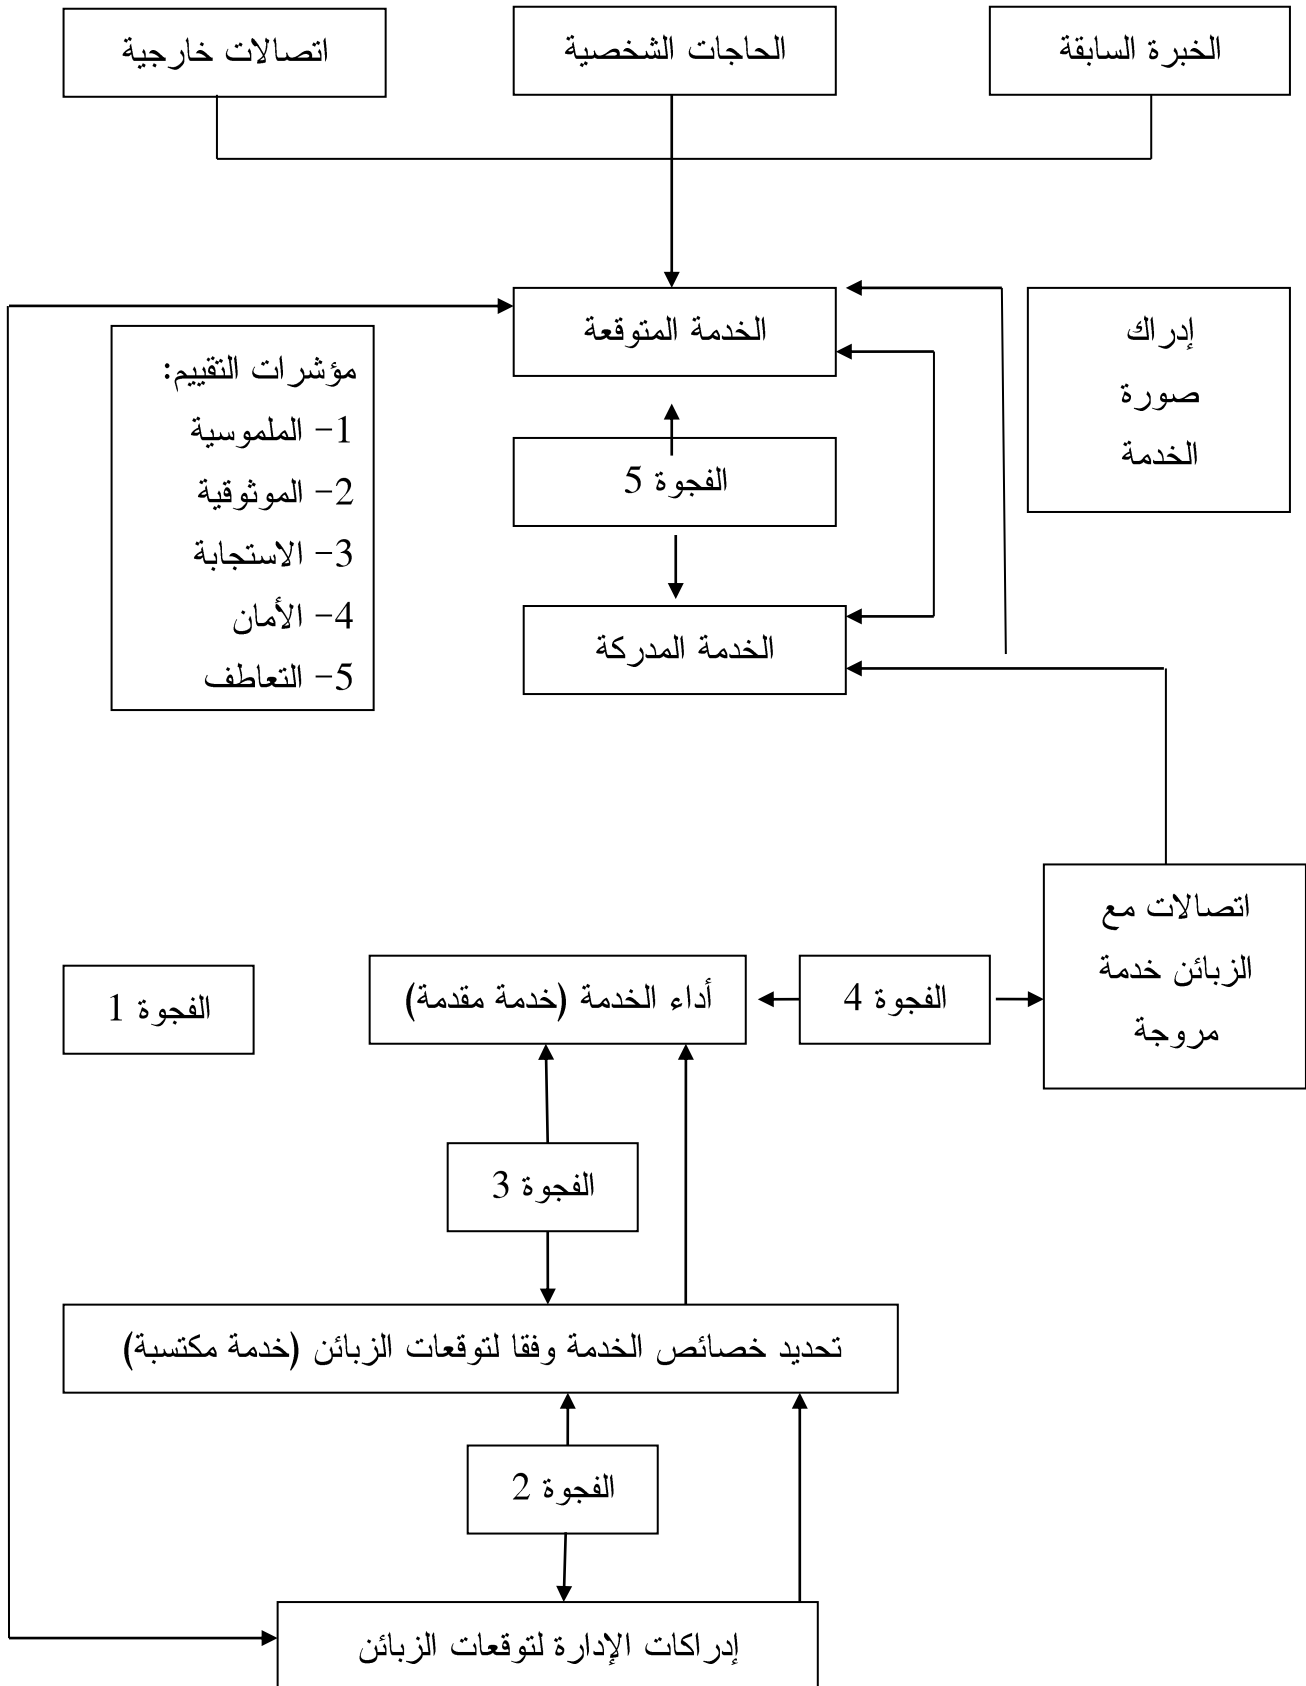 الخبرة السابقة
الحاجات الشخصية
اتصالات خارجية
إدراك
صورة
الخدمة
الخدمة المتوقعة
مؤشرات التقييم:
1- الملموسية
2- الموثوقية
3- الاستجابة
4- الأمان
5- التعاطف
الفجوة 5
الخدمة المدركة
اتصالات مع
الزبائن خدمة
مروجة
الفجوة 4
أداء الخدمة (خدمة مقدمة)
الفجوة 1
الفجوة 3
تحديد خصائص الخدمة وفقا لتوقعات الزبائن (خدمة مكتسبة)
الفجوة 2
إدراكات الإدارة لتوقعات الزبائن